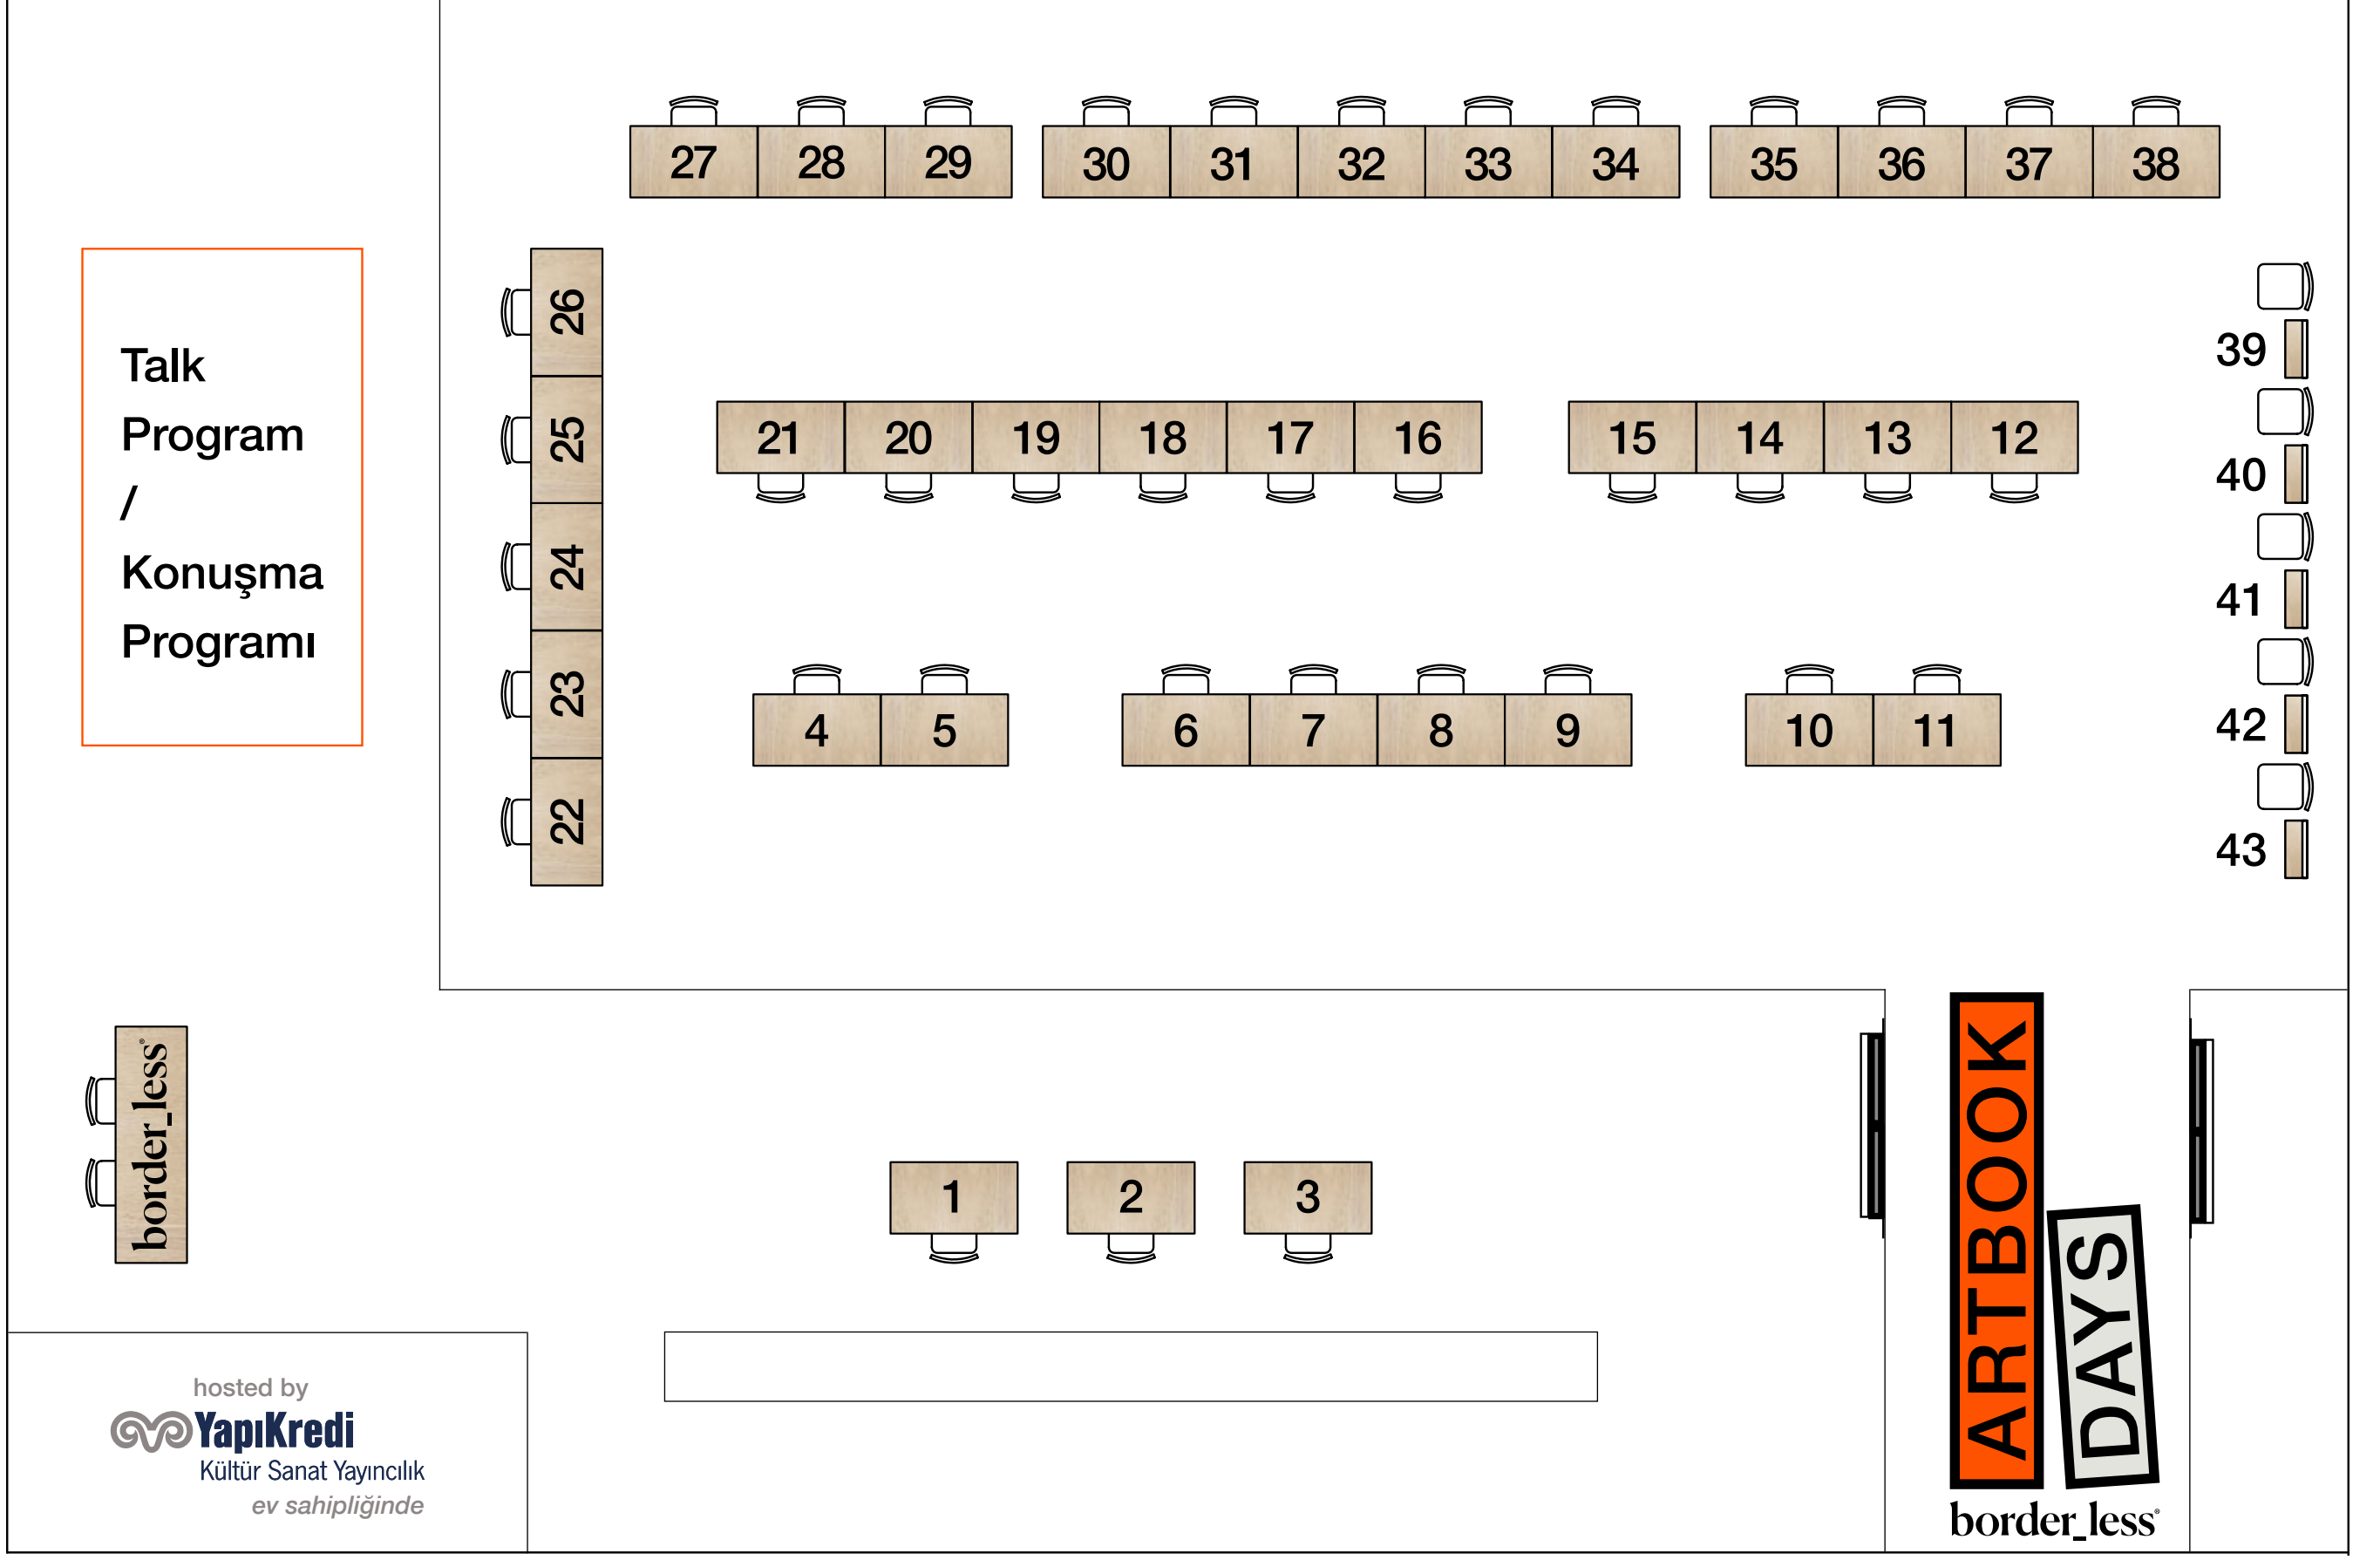 27 28 29 30 31 32 33 34 35 36 37 38
Talk
Program
/
Konuşma
Programı
26
25
24
23
22
21 20 19 18 17 16 15 14 13 12
4 5 6 7 8 9 10 11
39
40
41
42
43
border_less®
1 2 3
ARTBOOK
DAYS
border_less®
hosted by
YapıKredi
Kültür Sanat Yayıncılık
ev sahipliğinde